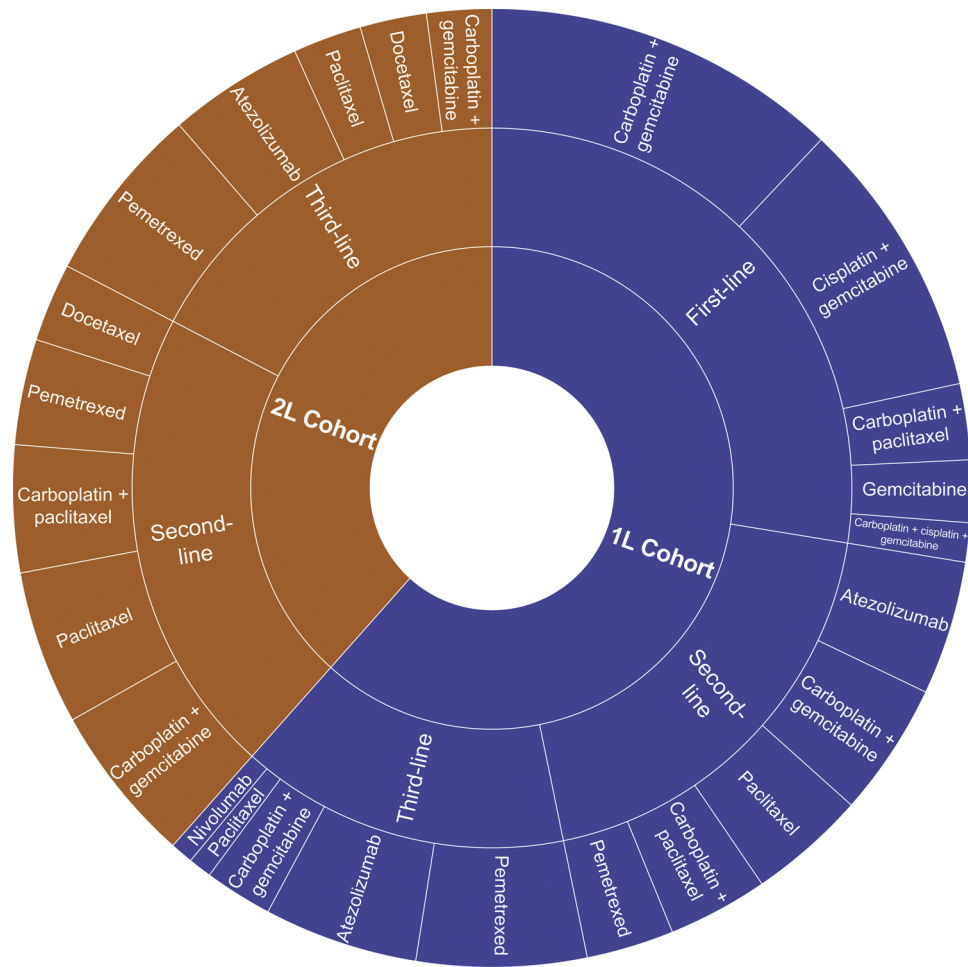 1L Cohort
First-line
Carboplatin +
gemcitabine
Cisplatin +
gemcitabine
Carboplatin +
paclitaxel
Gemcitabine
Carboplatin + cisplatin +
gemcitabine
Second-
line
Atezolizumab
Carboplatin +
gemcitabine
Paclitaxel
Carboplatin +
paclitaxel
Pemetrexed
Third-line
Pemetrexed
Atezolizumab
Carboplatin +
gemcitabine
Paclitaxel
Nivolumab
2L Cohort
Second-
line
Carboplatin +
gemcitabine
Paclitaxel
Carboplatin +
paclitaxel
Pemetrexed
Docetaxel
Third-line
Pemetrexed
Atezolizumab
Paclitaxel
Docetaxel
Carboplatin +
gemcitabine